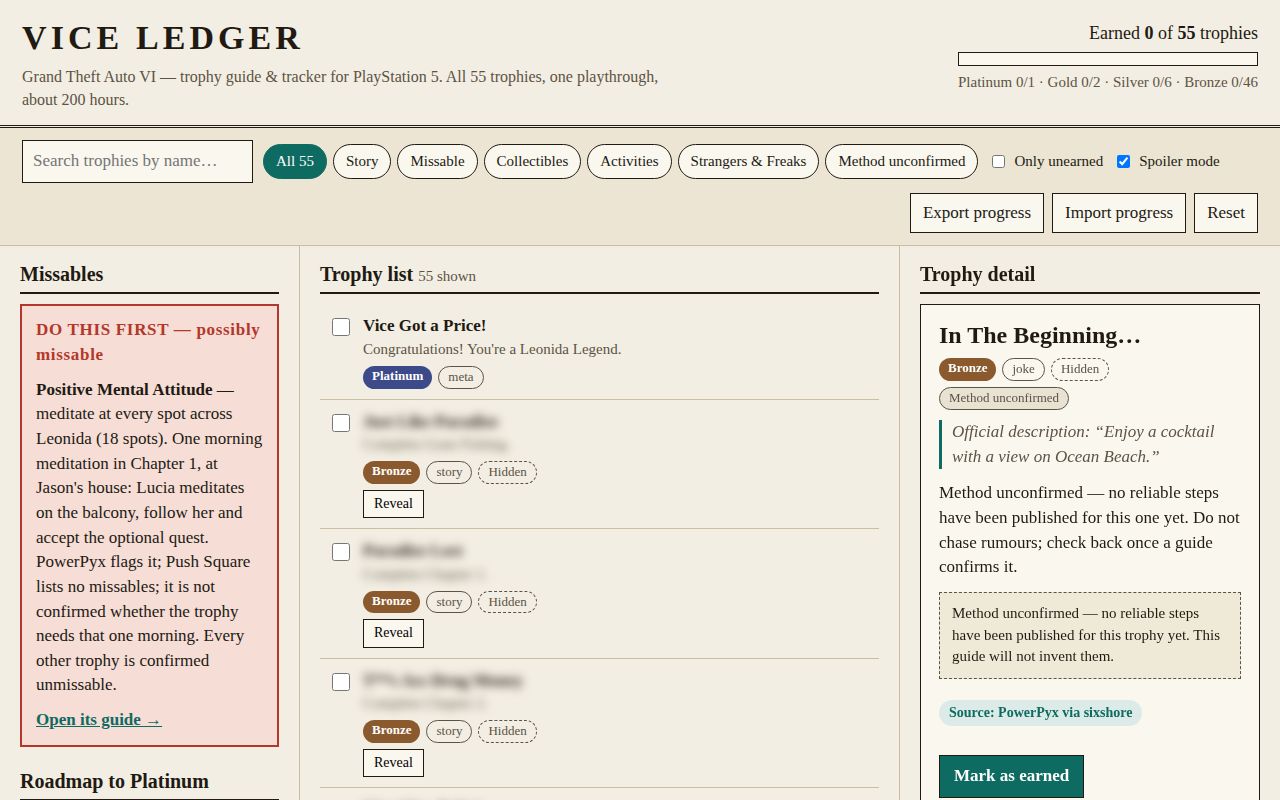 VICE LEDGER
Grand Theft Auto VI — trophy guide & tracker for PlayStation 5. All 55 trophies, one playthrough,
about 200 hours.
Earned 0 of 55 trophies
Platinum 0/1 · Gold 0/2 · Silver 0/6 · Bronze 0/46
Search trophies by name…
All 55
Story
Missable
Collectibles
Activities
Strangers & Freaks
Method unconfirmed
Only unearned
Spoiler mode
Export progress
Import progress
Reset
Missables
DO THIS FIRST — possibly
missable
Positive Mental Attitude —
meditate at every spot across
Leonida (18 spots). One morning
meditation in Chapter 1, at
Jason's house: Lucia meditates
on the balcony, follow her and
accept the optional quest.
PowerPyx flags it; Push Square
lists no missables; it is not
confirmed whether the trophy
needs that one morning. Every
other trophy is confirmed
unmissable.
Open its guide →
Roadmap to Platinum
Trophy list 55 shown
Vice Got a Price!
Congratulations! You're a Leonida Legend.
Platinum
meta
Bronze
story
Hidden
Reveal
Bronze
story
Hidden
Reveal
Bronze
story
Hidden
Reveal
Trophy detail
In The Beginning…
Bronze
joke
Hidden
Method unconfirmed
Official description: “Enjoy a cocktail
with a view on Ocean Beach.”
Method unconfirmed — no reliable steps
have been published for this one yet. Do not
chase rumours; check back once a guide
confirms it.
Method unconfirmed — no reliable steps
have been published for this trophy yet. This
guide will not invent them.
Source: PowerPyx via sixshore
Mark as earned